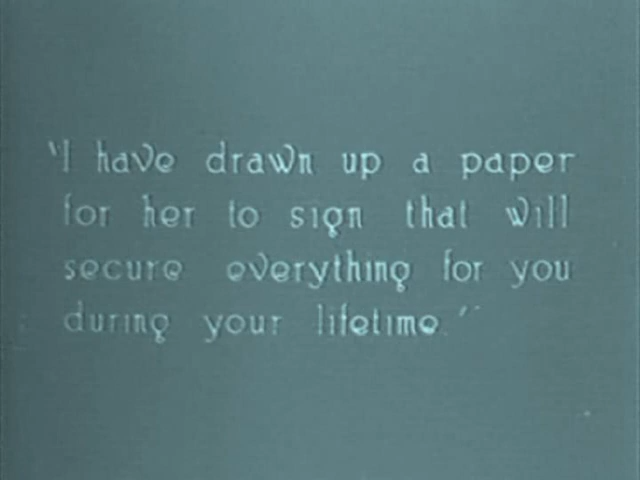 "I have drawn up a paper
for her to sign that will
secure everything for you
during your lifetime."